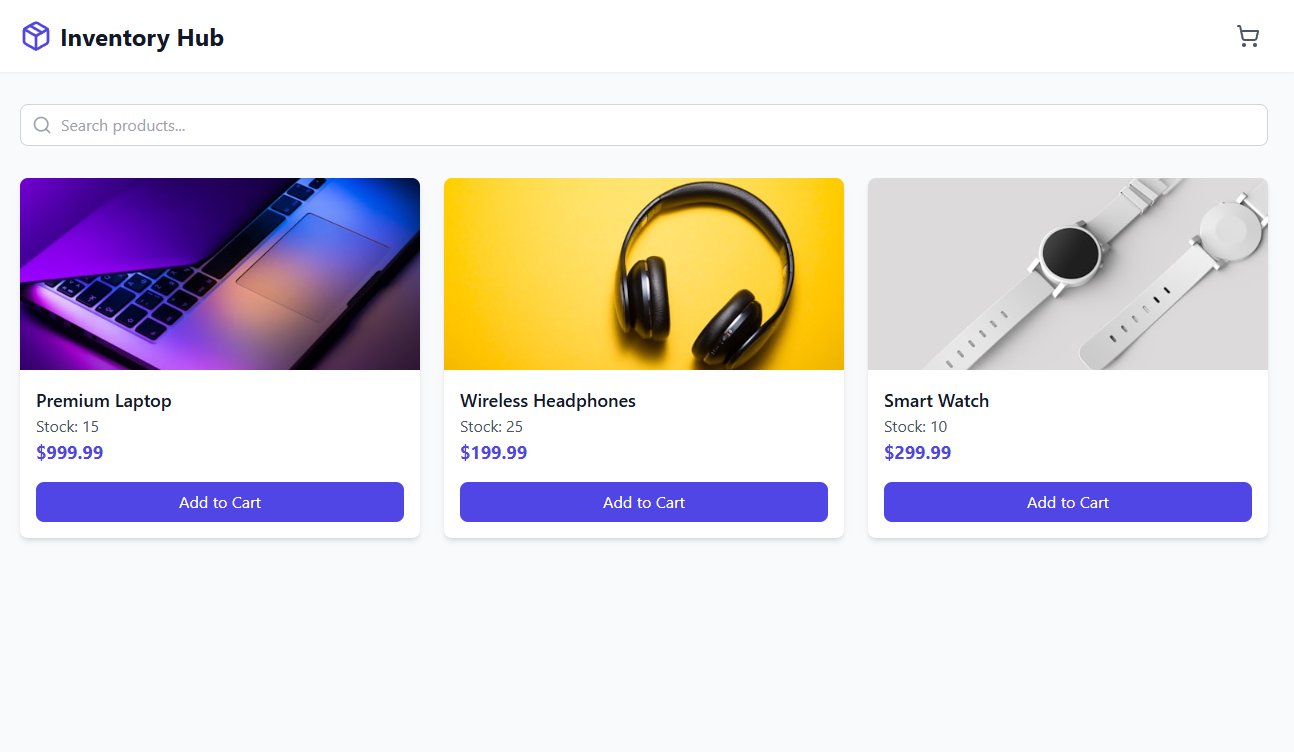 Inventory Hub
Search products...
Premium Laptop
Stock: 15
$999.99
Add to Cart
Wireless Headphones
Stock: 25
$199.99
Add to Cart
Smart Watch
Stock: 10
$299.99
Add to Cart